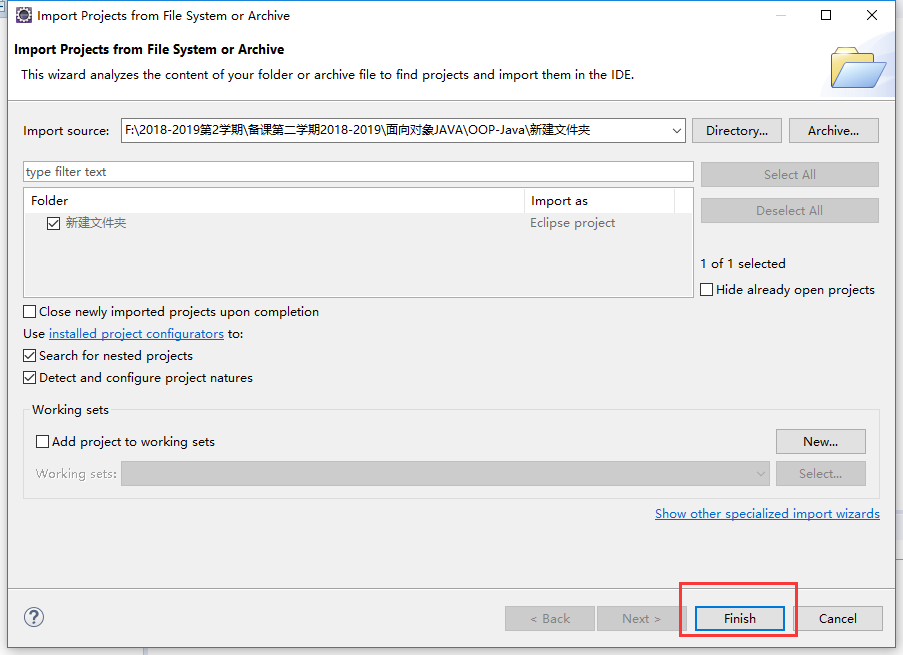 Import Projects from File System or Archive
Import Projects from File System or Archive
This wizard analyzes the content of your folder or archive file to find projects and import them in the IDE.
Import source: F:\2018-2019第2学期\备课第二学期2018-2019\面向对象JAVA\OOP-Java\新建文件夹 Directory... Archive...
type filter text Select All
Folder Import as Deselect All
新建文件夹 Eclipse project
1 of 1 selected
Hide already open projects
Close newly imported projects upon completion
Use installed project configurators to:
Search for nested projects
Detect and configure project natures
Working sets
Add project to working sets New...
Working sets: Select...
Show other specialized import wizards
? < Back Next > Finish Cancel